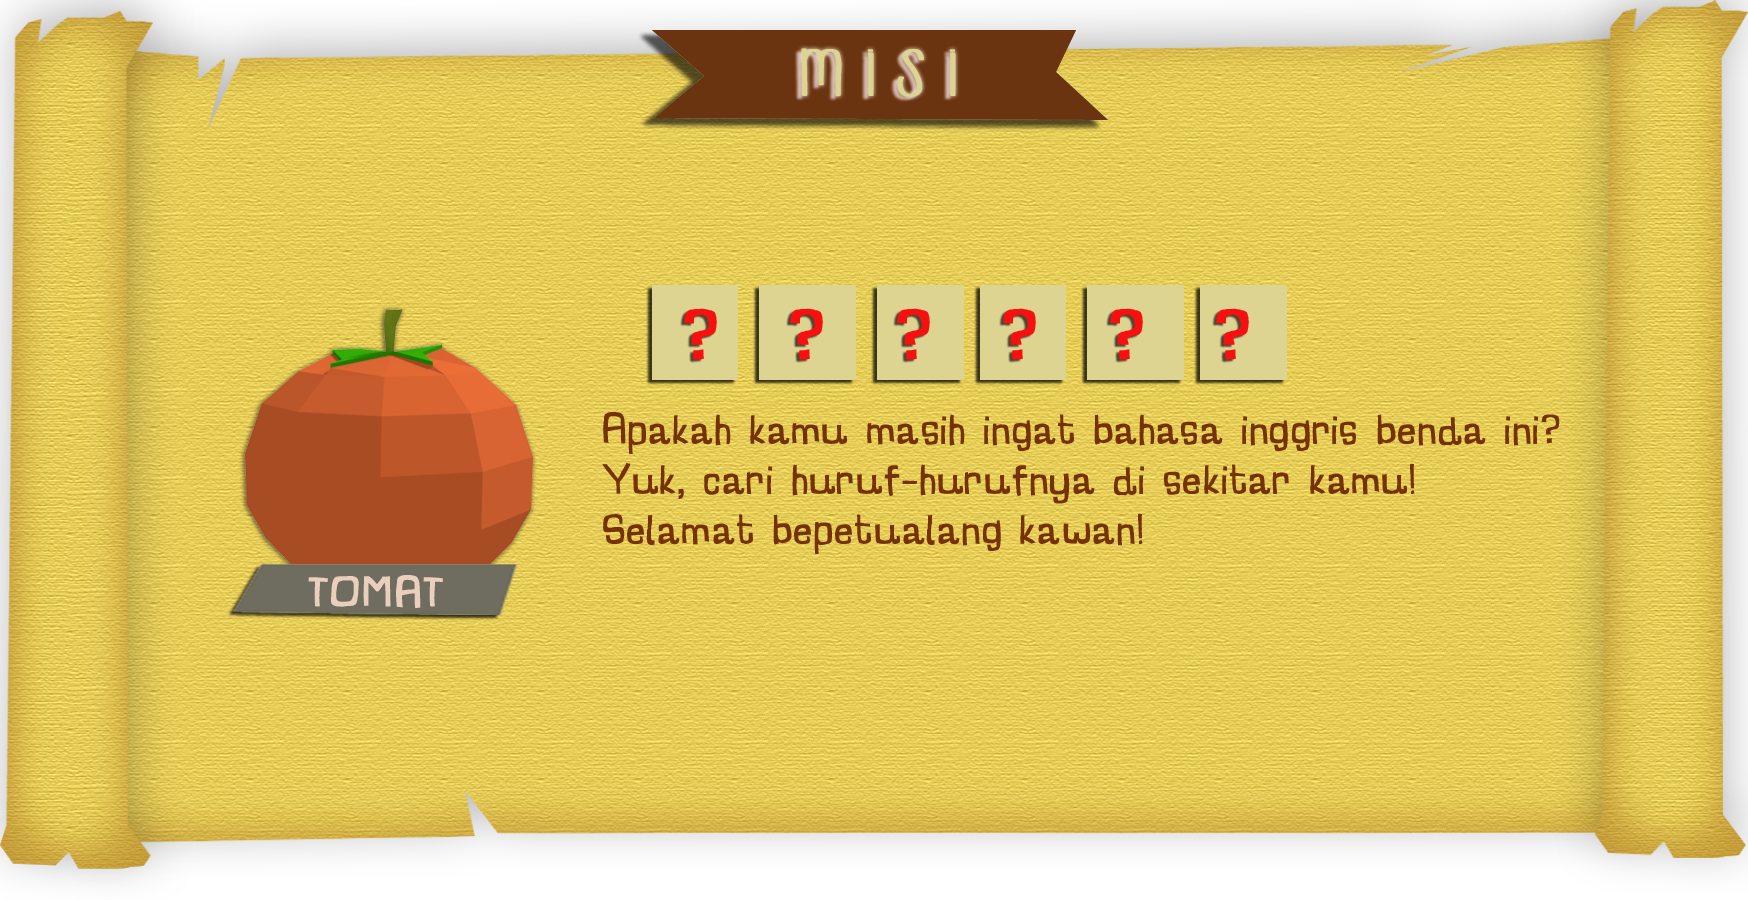 MISI
? ? ? ? ? ?
Apakah kamu masih ingat bahasa inggris benda ini?
Yuk, cari huruf-hurufnya di sekitar kamu!
Selamat bepetualang kawan!
TOMAT